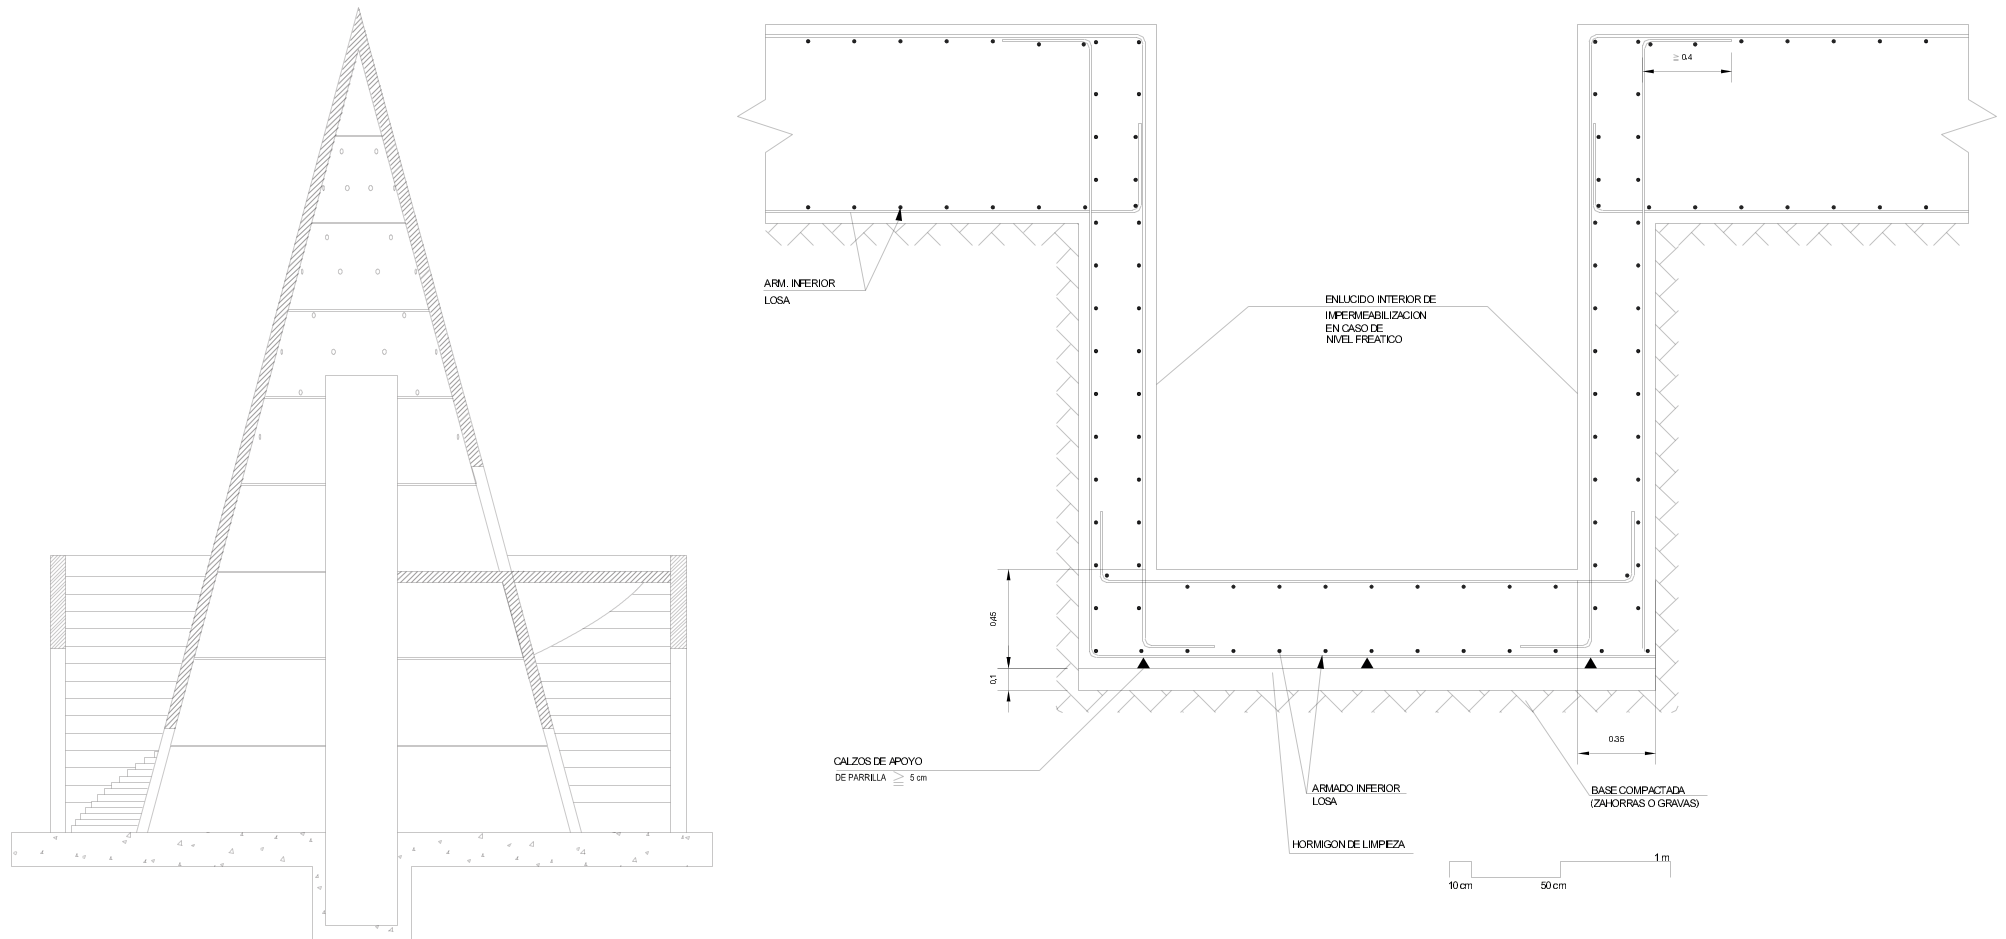 ≥ 0.4
ARM. INFERIOR
LOSA
ENLUCIDO INTERIOR DE
IMPERMEABILIZACION
EN CASO DE
NIVEL FREATICO
0,45
0,1
0.35
CALZOS DE APOYO
DE PARRILLA ≧ 5 cm
ARMADO INFERIOR
LOSA
BASE COMPACTADA
(ZAHORRAS O GRAVAS)
HORMIGON DE LIMPIEZA
1 m
10 cm 50 cm